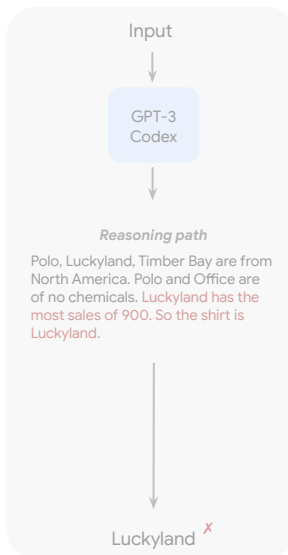 Input
GPT-3
Codex
Reasoning path
Polo, Luckyland, Timber Bay are from
North America. Polo and Office are
of no chemicals. Luckyland has the
most sales of 900. So the shirt is
Luckyland.
Luckyland ✗